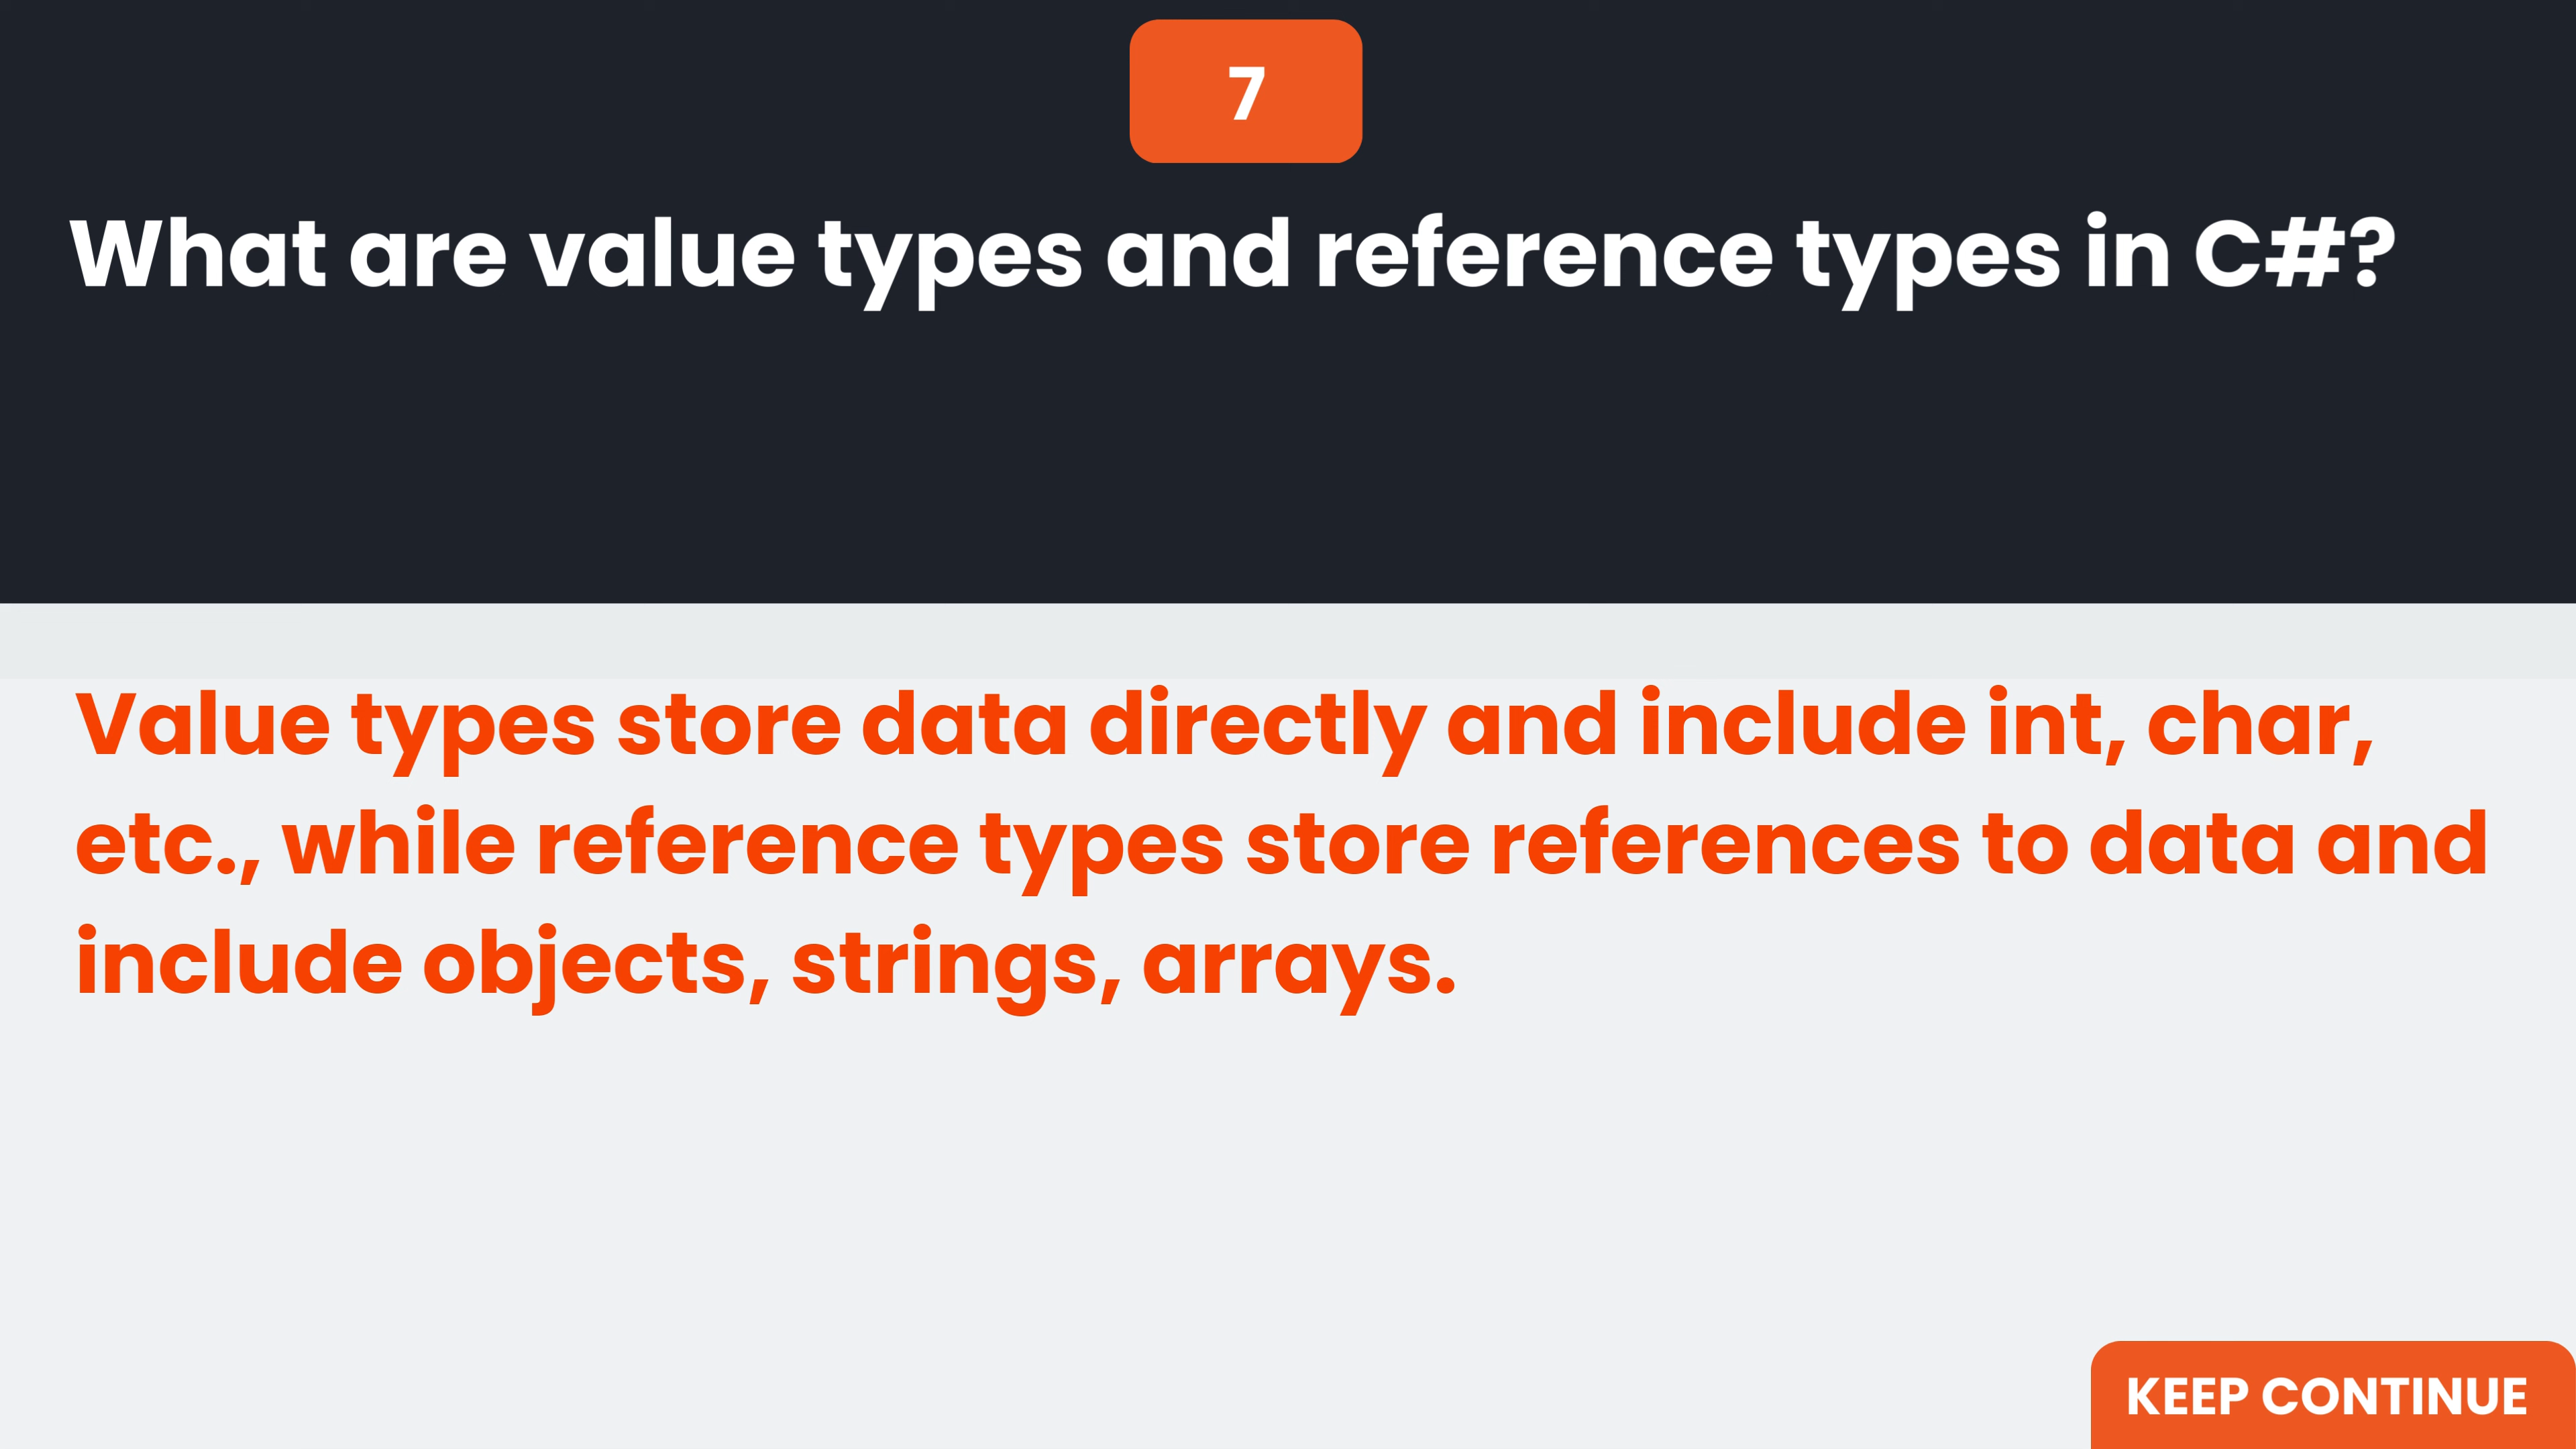 7
What are value types and reference types in C#?
Value types store data directly and include int, char,
etc., while reference types store references to data and
include objects, strings, arrays.
KEEP CONTINUE